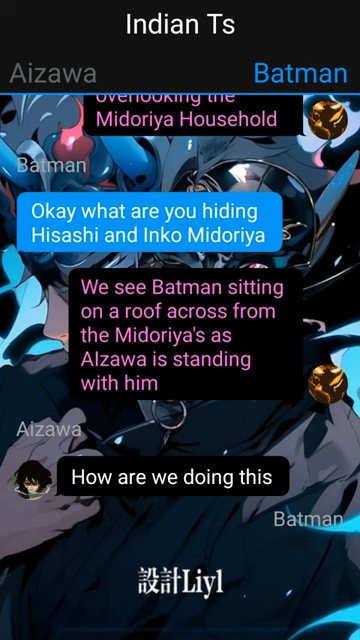 Indian Ts
Aizawa
Batman
overlooking the
Midoriya Household
Batman
Okay what are you hiding
Hisashi and Inko Midoriya
We see Batman sitting
on a roof across from
the Midoriya's as
AIzawa is standing
with him
Aizawa
How are we doing this
Batman
設計Liyl